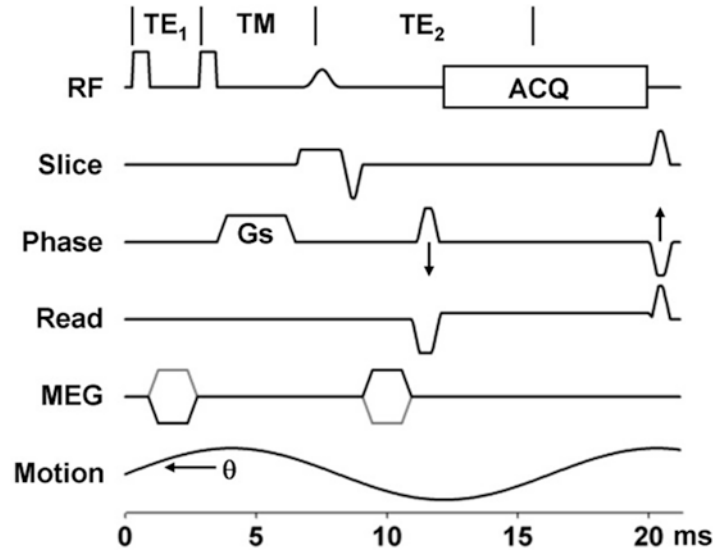 TE₁ TM TE₂
RF ACQ
Slice
Phase Gs
Read
MEG
Motion θ
0 5 10 15 20 ms